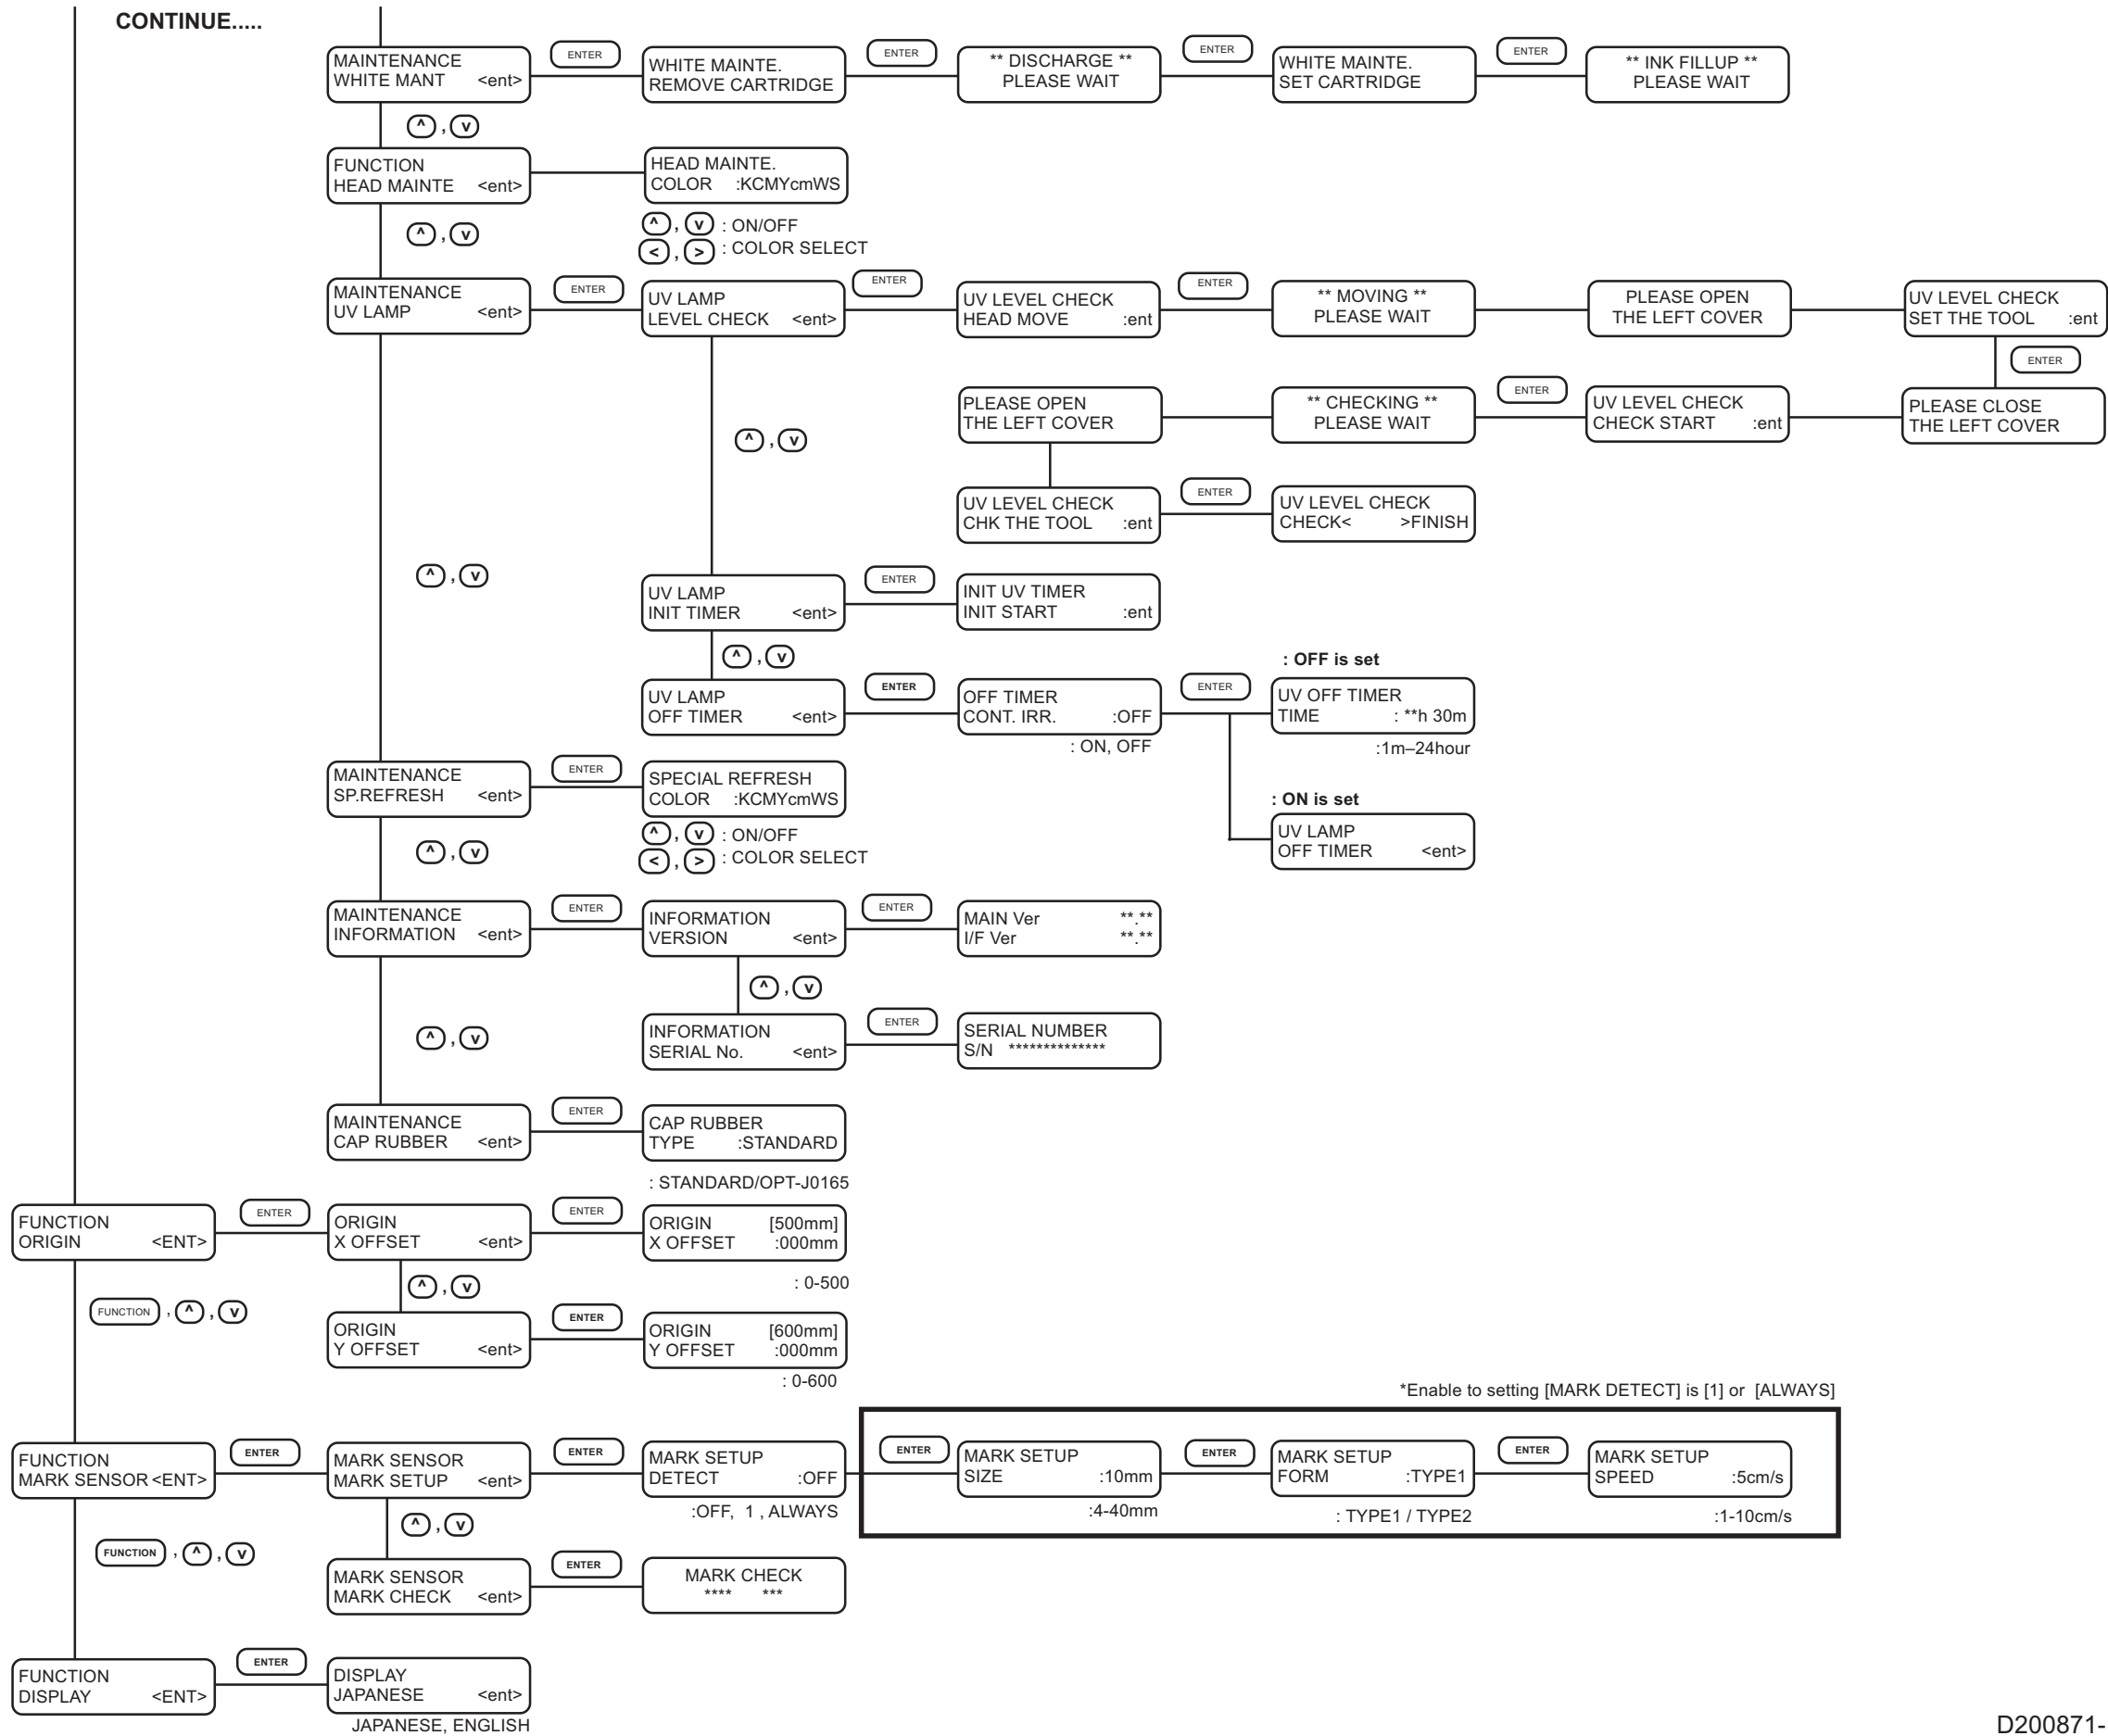 CONTINUE.....
MAINTENANCE
WHITE MANT <ent>
ENTER
WHITE MAINTE.
REMOVE CARTRIDGE
ENTER
** DISCHARGE **
PLEASE WAIT
ENTER
WHITE MAINTE.
SET CARTRIDGE
ENTER
** INK FILLUP **
PLEASE WAIT
^ , v
FUNCTION
HEAD MAINTE <ent>
HEAD MAINTE.
COLOR :KCMYcmWS
^ , v : ON/OFF
< , > : COLOR SELECT
^ , v
MAINTENANCE
UV LAMP <ent>
ENTER
UV LAMP
LEVEL CHECK <ent>
ENTER
UV LEVEL CHECK
HEAD MOVE :ent
ENTER
** MOVING **
PLEASE WAIT
PLEASE OPEN
THE LEFT COVER
UV LEVEL CHECK
SET THE TOOL :ent
ENTER
PLEASE CLOSE
THE LEFT COVER
UV LEVEL CHECK
CHECK START :ent
ENTER
** CHECKING **
PLEASE WAIT
PLEASE OPEN
THE LEFT COVER
UV LEVEL CHECK
CHK THE TOOL :ent
ENTER
UV LEVEL CHECK
CHECK< >FINISH
^ , v
^ , v
UV LAMP
INIT TIMER <ent>
ENTER
INIT UV TIMER
INIT START :ent
^ , v
UV LAMP
OFF TIMER <ent>
ENTER
OFF TIMER
CONT. IRR. :OFF
: ON, OFF
ENTER
: OFF is set
UV OFF TIMER
TIME : **h 30m
:1m–24hour
: ON is set
UV LAMP
OFF TIMER <ent>
MAINTENANCE
SP.REFRESH <ent>
ENTER
SPECIAL REFRESH
COLOR :KCMYcmWS
^ , v : ON/OFF
< , > : COLOR SELECT
^ , v
MAINTENANCE
INFORMATION <ent>
ENTER
INFORMATION
VERSION <ent>
ENTER
MAIN Ver **.**
I/F Ver **.**
^ , v
INFORMATION
SERIAL No. <ent>
ENTER
SERIAL NUMBER
S/N **************
^ , v
MAINTENANCE
CAP RUBBER <ent>
ENTER
CAP RUBBER
TYPE :STANDARD
: STANDARD/OPT-J0165
FUNCTION
ORIGIN <ENT>
ENTER
ORIGIN
X OFFSET <ent>
ENTER
ORIGIN [500mm]
X OFFSET :000mm
: 0-500
^ , v
FUNCTION , ^ , v
ORIGIN
Y OFFSET <ent>
ENTER
ORIGIN [600mm]
Y OFFSET :000mm
: 0-600
*Enable to setting [MARK DETECT] is [1] or [ALWAYS]
FUNCTION
MARK SENSOR <ENT>
ENTER
MARK SENSOR
MARK SETUP <ent>
ENTER
MARK SETUP
DETECT :OFF
:OFF, 1 , ALWAYS
ENTER
MARK SETUP
SIZE :10mm
:4-40mm
ENTER
MARK SETUP
FORM :TYPE1
: TYPE1 / TYPE2
ENTER
MARK SETUP
SPEED :5cm/s
:1-10cm/s
^ , v
FUNCTION , ^ , v
MARK SENSOR
MARK CHECK <ent>
ENTER
MARK CHECK
**** ***
FUNCTION
DISPLAY <ENT>
ENTER
DISPLAY
JAPANESE <ent>
JAPANESE, ENGLISH
D200871-